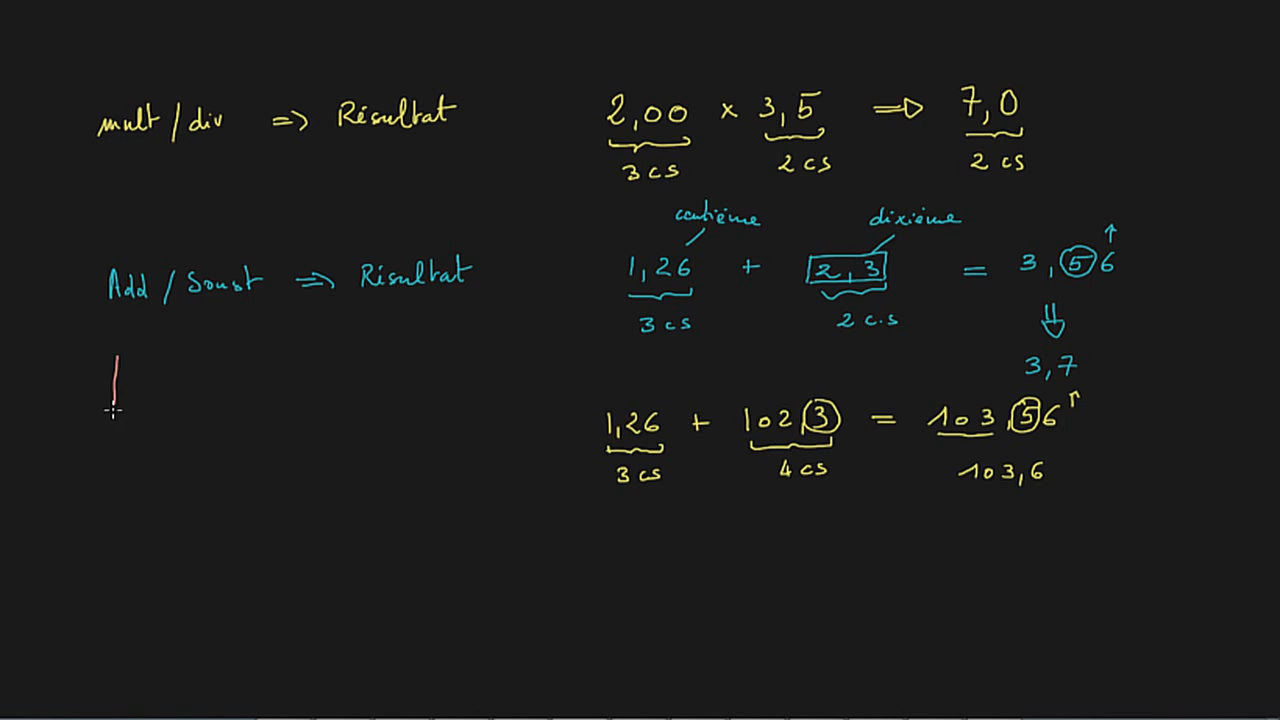 mult / div => Résultat 2,00 x 3,5 => 7,0
3 cs 2 cs 2 cs
centième dixième
Add / Soust => Résultat 1,26 + 2,3 = 3,56
3 cs 2 c.s
3,7
1,26 + 102,3 = 103,56
3 cs 4 cs 103,6